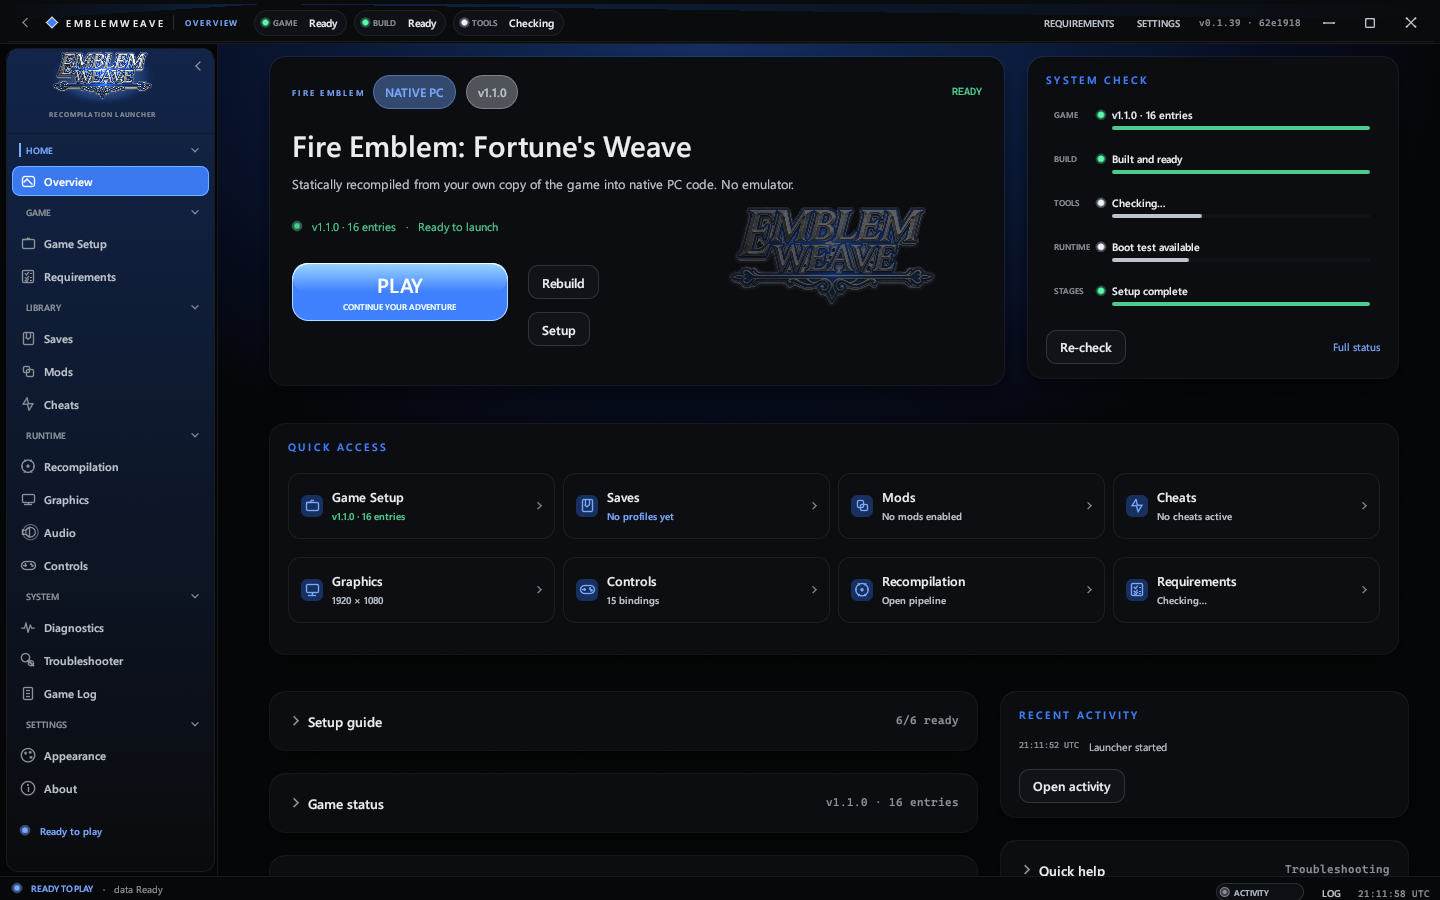 EMBLEMWEAVE OVERVIEW GAME Ready BUILD Ready TOOLS Checking REQUIREMENTS SETTINGS v0.1.39 · 62e1918
EMBLEM
WEAVE
RECOMPILATION LAUNCHER
HOME
Overview
GAME
Game Setup
Requirements
LIBRARY
Saves
Mods
Cheats
RUNTIME
Recompilation
Graphics
Audio
Controls
SYSTEM
Diagnostics
Troubleshooter
Game Log
SETTINGS
Appearance
About
Ready to play
FIRE EMBLEM NATIVE PC v1.1.0 READY
Fire Emblem: Fortune's Weave
Statically recompiled from your own copy of the game into native PC code. No emulator.
v1.1.0 · 16 entries · Ready to launch
PLAY
CONTINUE YOUR ADVENTURE
Rebuild
Setup
EMBLEM
WEAVE
SYSTEM CHECK
GAME v1.1.0 · 16 entries
BUILD Built and ready
TOOLS Checking...
RUNTIME Boot test available
STAGES Setup complete
Re-check Full status
QUICK ACCESS
Game Setup
v1.1.0 · 16 entries
Saves
No profiles yet
Mods
No mods enabled
Cheats
No cheats active
Graphics
1920 × 1080
Controls
15 bindings
Recompilation
Open pipeline
Requirements
Checking...
Setup guide 6/6 ready
Game status v1.1.0 · 16 entries
RECENT ACTIVITY
21:11:52 UTC Launcher started
Open activity
Quick help Troubleshooting
READY TO PLAY · data Ready ACTIVITY LOG 21:11:58 UTC